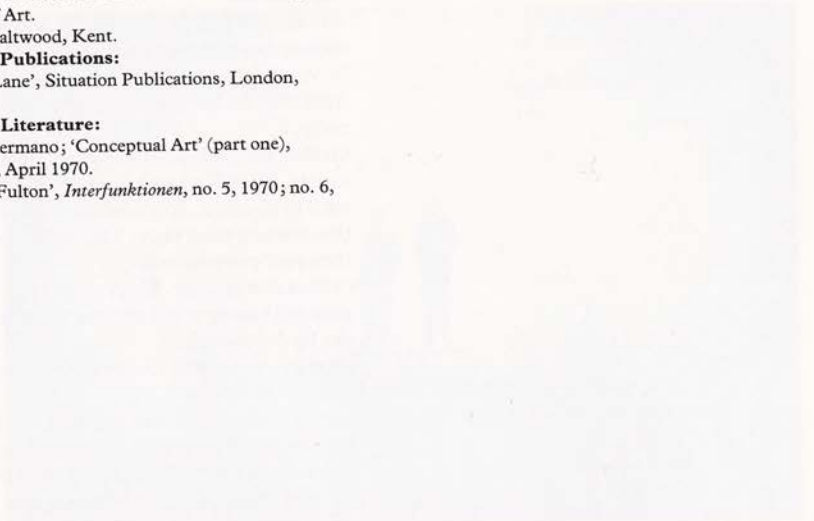 Art.
altwood, Kent.
Publications:
Lane', Situation Publications, London,
Literature:
ermano; 'Conceptual Art' (part one),
April 1970.
Fulton', Interfunktionen, no. 5, 1970; no. 6,